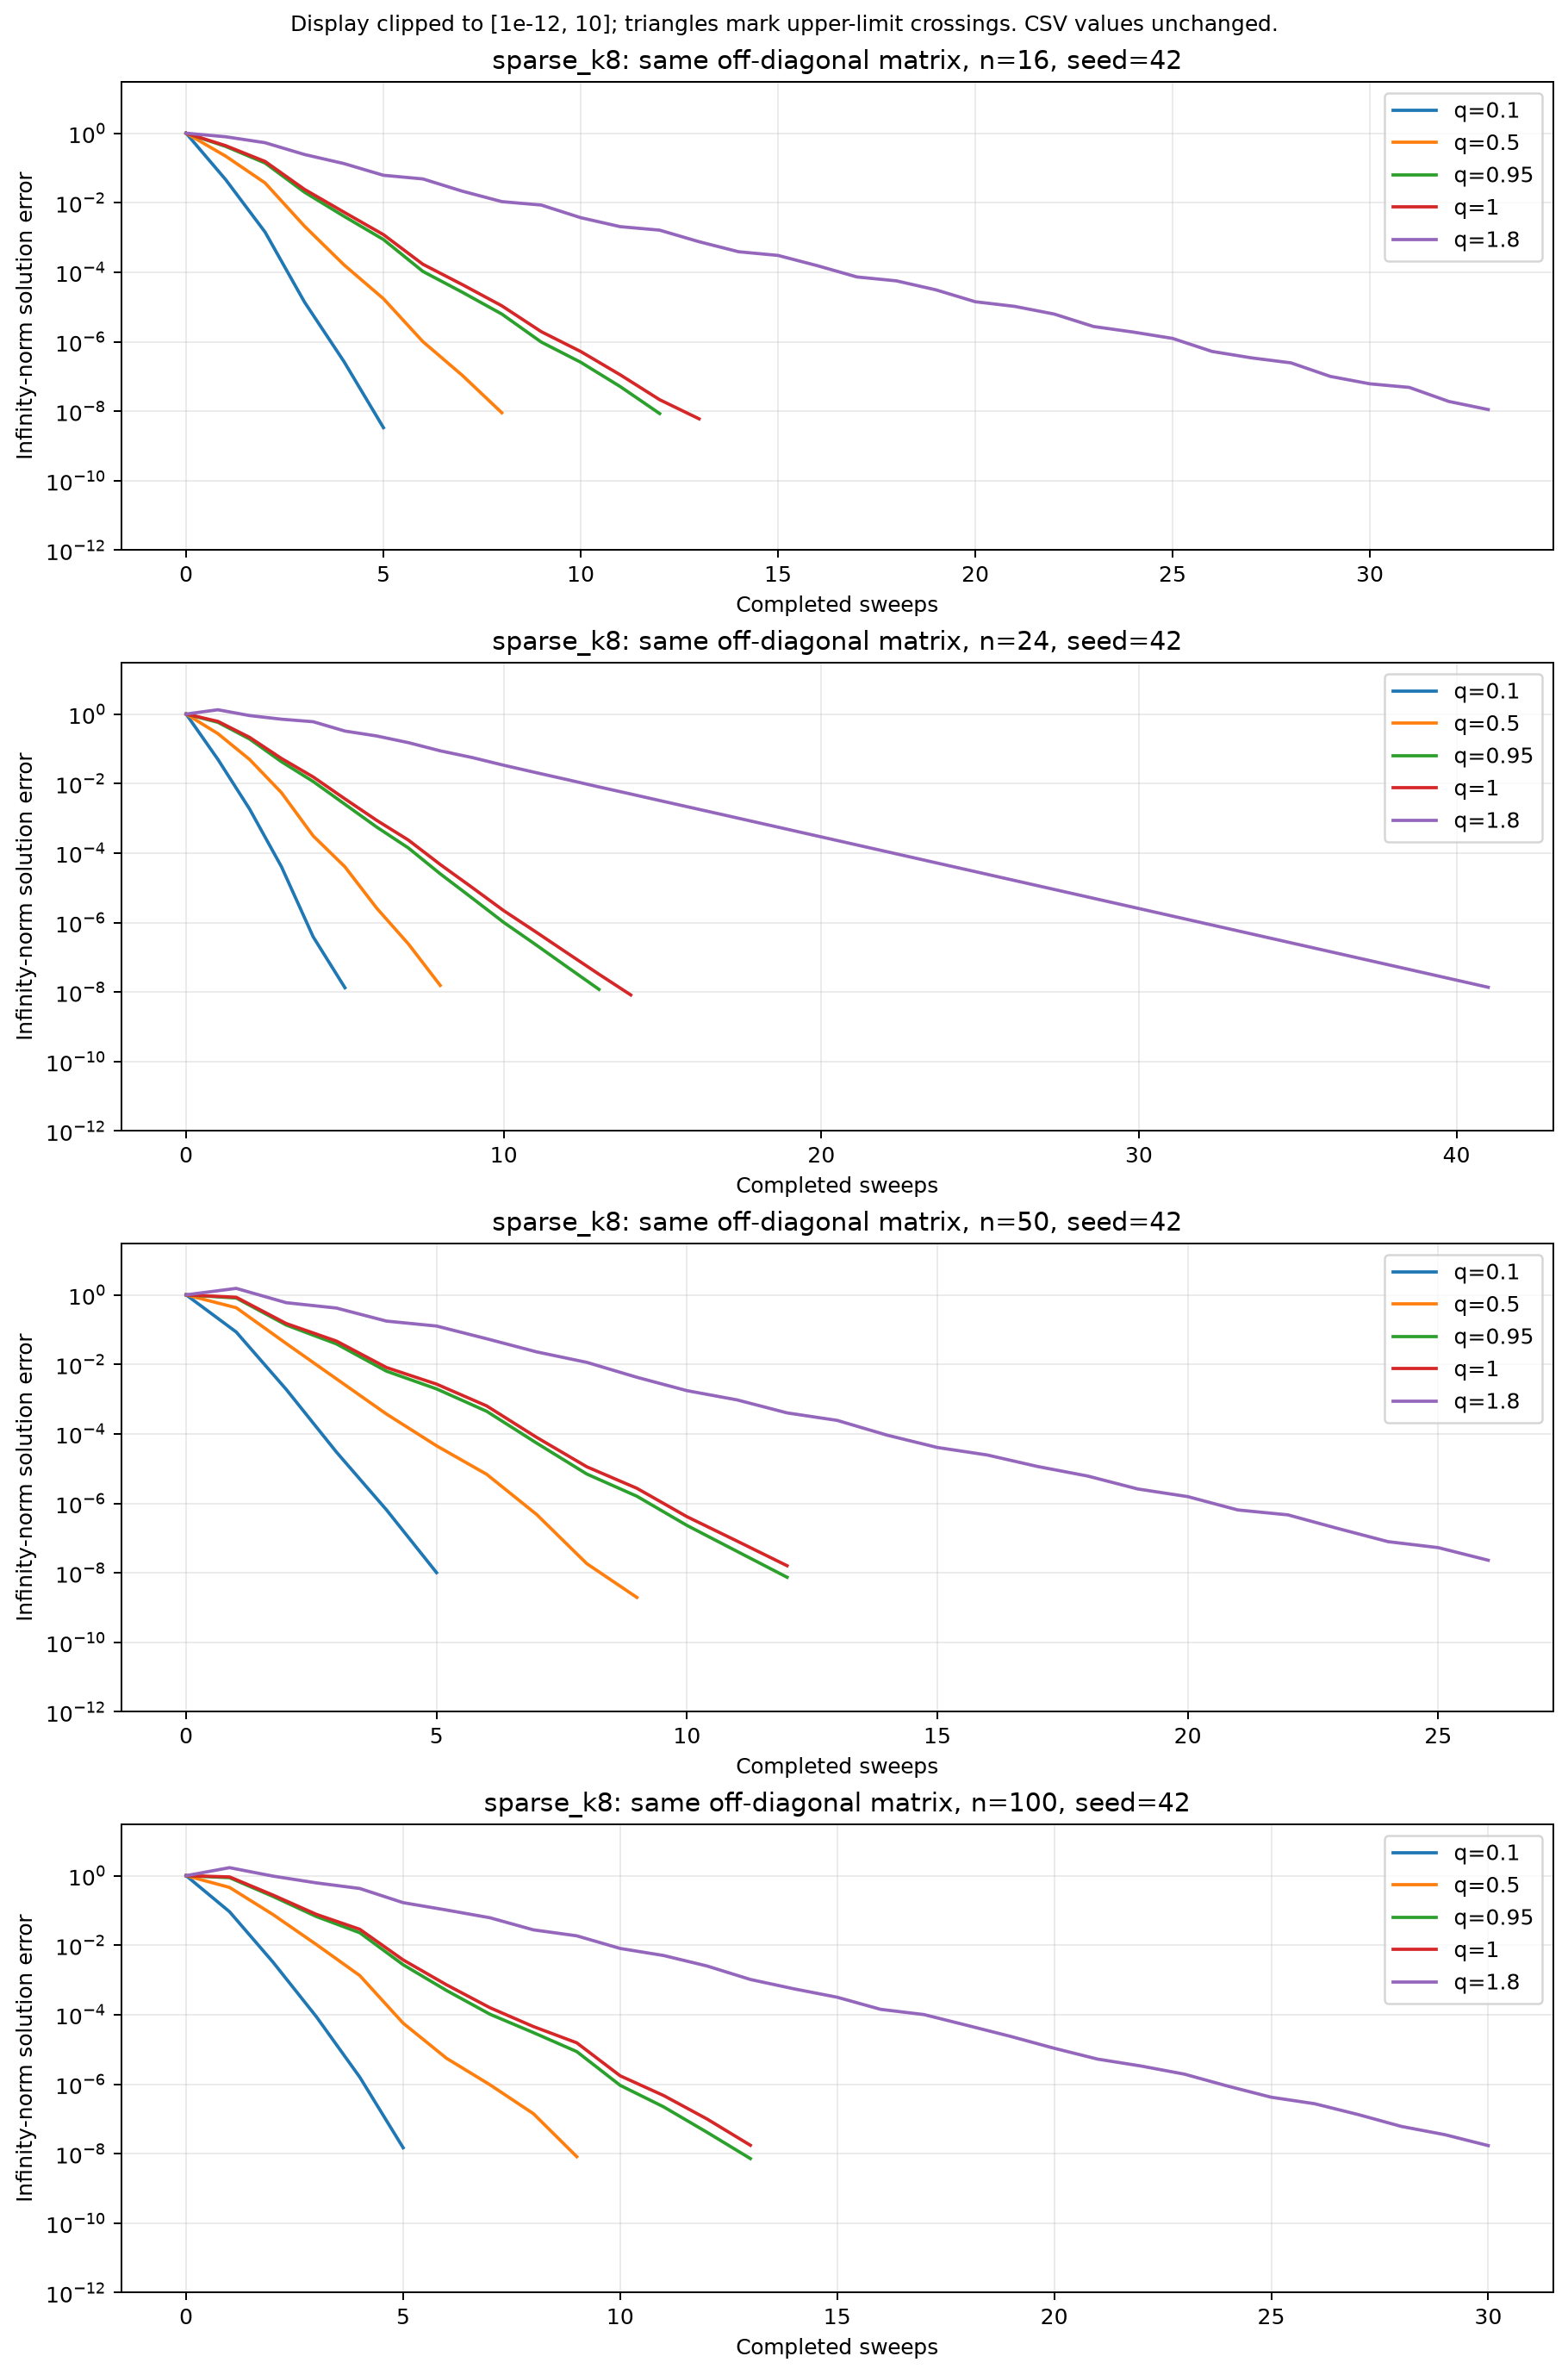 Display clipped to [1e-12, 10]; triangles mark upper-limit crossings. CSV values unchanged.
sparse_k8: same off-diagonal matrix, n=16, seed=42
Infinity-norm solution error
10⁰
10⁻²
10⁻⁴
10⁻⁶
10⁻⁸
10⁻¹⁰
10⁻¹²
q=0.1
q=0.5
q=0.95
q=1
q=1.8
0 5 10 15 20 25 30
Completed sweeps
sparse_k8: same off-diagonal matrix, n=24, seed=42
Infinity-norm solution error
10⁰
10⁻²
10⁻⁴
10⁻⁶
10⁻⁸
10⁻¹⁰
10⁻¹²
q=0.1
q=0.5
q=0.95
q=1
q=1.8
0 10 20 30 40
Completed sweeps
sparse_k8: same off-diagonal matrix, n=50, seed=42
Infinity-norm solution error
10⁰
10⁻²
10⁻⁴
10⁻⁶
10⁻⁸
10⁻¹⁰
10⁻¹²
q=0.1
q=0.5
q=0.95
q=1
q=1.8
0 5 10 15 20 25
Completed sweeps
sparse_k8: same off-diagonal matrix, n=100, seed=42
Infinity-norm solution error
10⁰
10⁻²
10⁻⁴
10⁻⁶
10⁻⁸
10⁻¹⁰
10⁻¹²
q=0.1
q=0.5
q=0.95
q=1
q=1.8
0 5 10 15 20 25 30
Completed sweeps